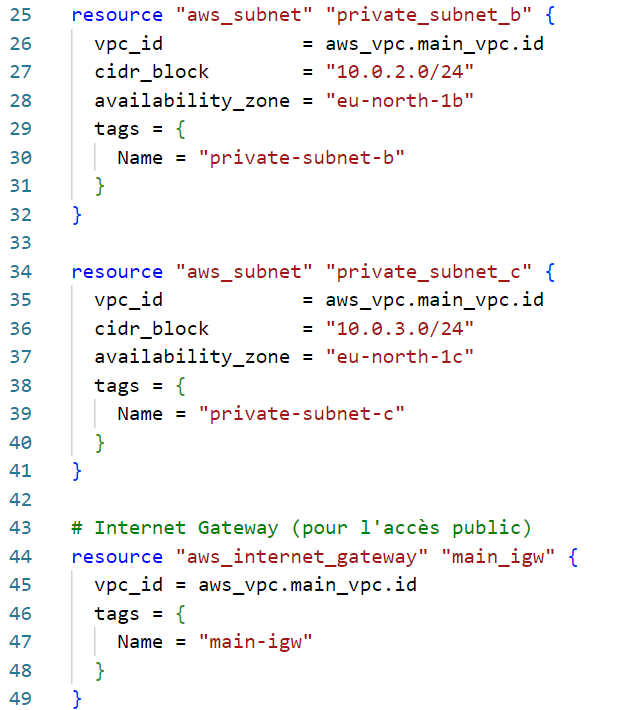 25 resource "aws_subnet" "private_subnet_b" {
26   vpc_id            = aws_vpc.main_vpc.id
27   cidr_block        = "10.0.2.0/24"
28   availability_zone = "eu-north-1b"
29   tags = {
30     Name = "private-subnet-b"
31   }
32 }
33
34 resource "aws_subnet" "private_subnet_c" {
35   vpc_id            = aws_vpc.main_vpc.id
36   cidr_block        = "10.0.3.0/24"
37   availability_zone = "eu-north-1c"
38   tags = {
39     Name = "private-subnet-c"
40   }
41 }
42
43 # Internet Gateway (pour l'accès public)
44 resource "aws_internet_gateway" "main_igw" {
45   vpc_id = aws_vpc.main_vpc.id
46   tags = {
47     Name = "main-igw"
48   }
49 }